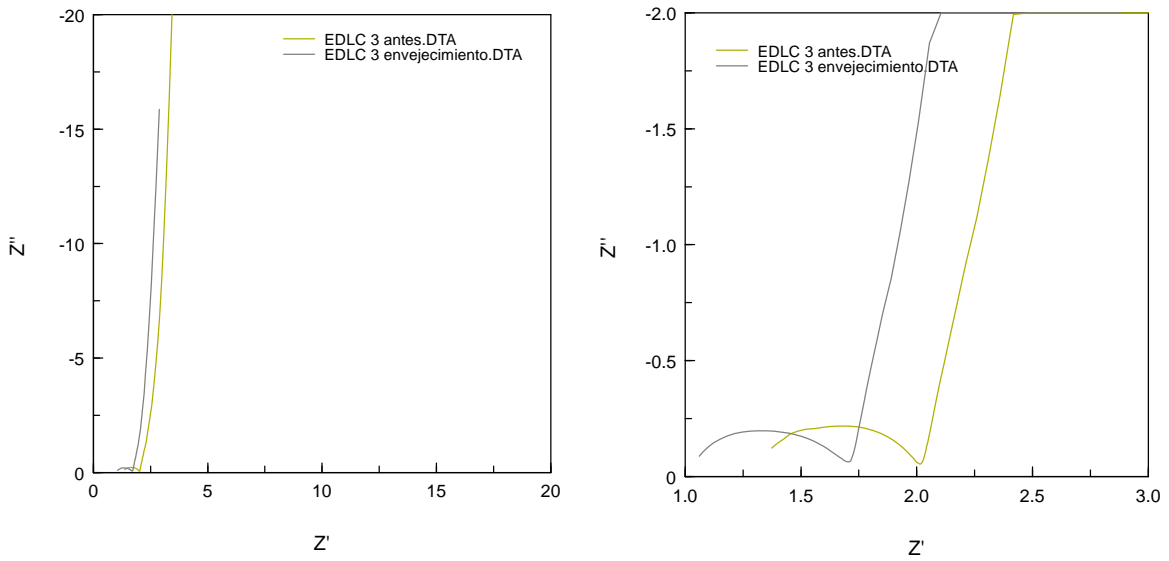 -20
-15
-10
-5
0
0
5
10
15
20
Z''
Z'
EDLC 3 antes.DTA
EDLC 3 envejecimiento.DTA
-2.0
-1.5
-1.0
-0.5
0
1.0
1.5
2.0
2.5
3.0
Z''
Z'
EDLC 3 antes.DTA
EDLC 3 envejecimiento.DTA